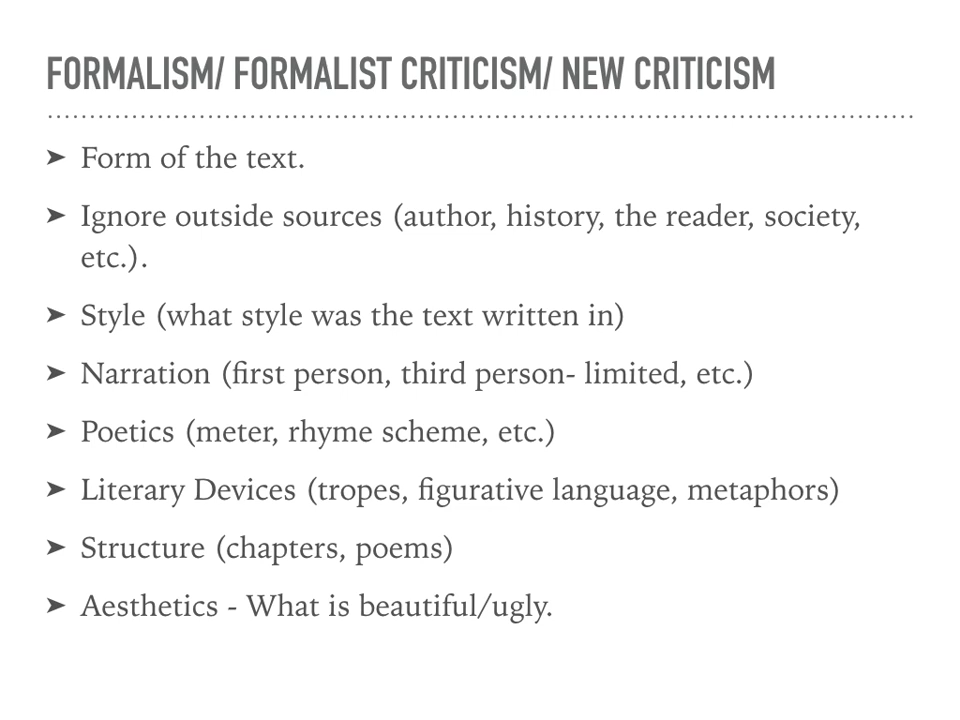 FORMALISM/ FORMALIST CRITICISM/ NEW CRITICISM
➤ Form of the text.
➤ Ignore outside sources (author, history, the reader, society,
etc.).
➤ Style (what style was the text written in)
➤ Narration (first person, third person- limited, etc.)
➤ Poetics (meter, rhyme scheme, etc.)
➤ Literary Devices (tropes, figurative language, metaphors)
➤ Structure (chapters, poems)
➤ Aesthetics - What is beautiful/ugly.